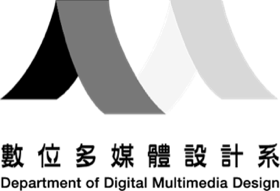 數位多媒體設計系
Department of Digital Multimedia Design